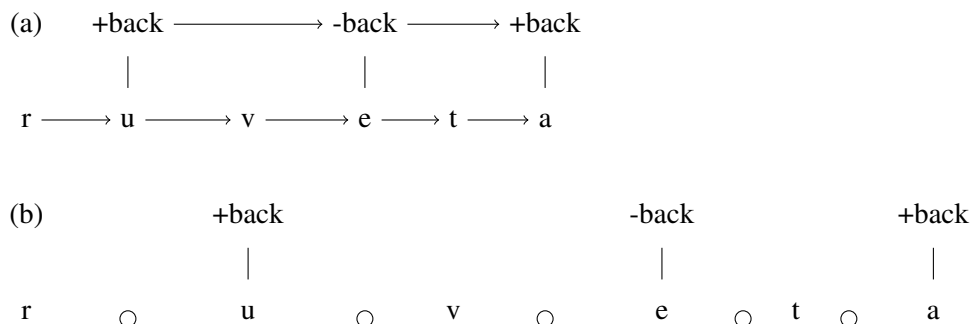 (a) +back → -back → +back
r → u → v → e → t → a
(b) +back -back +back
r ○ u ○ v ○ e ○ t ○ a